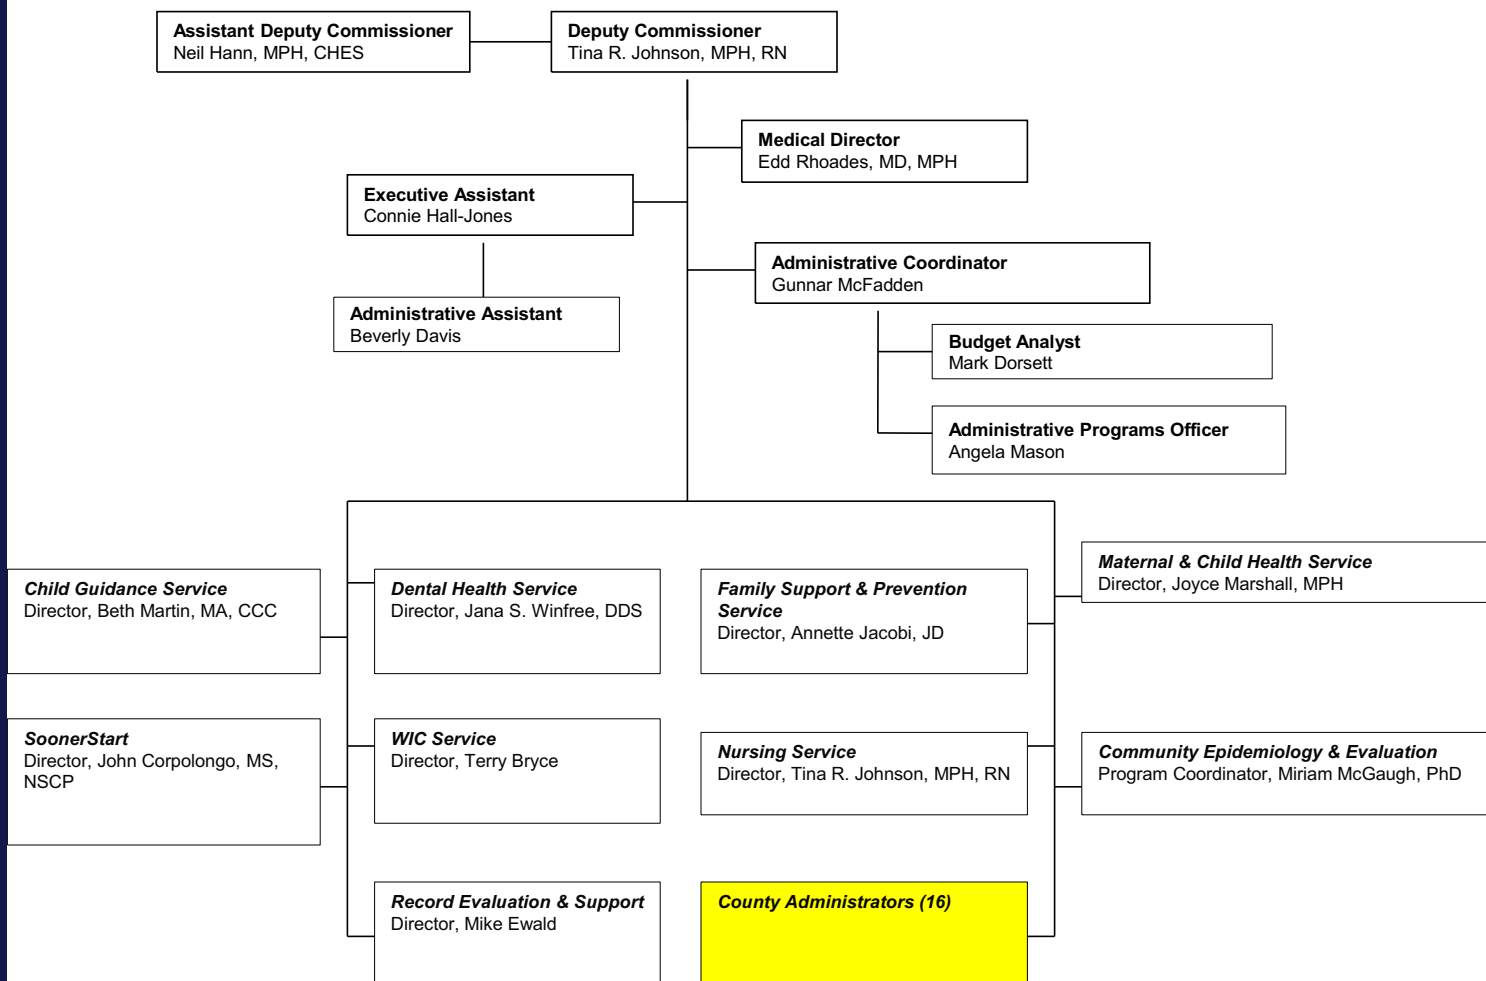 Assistant Deputy Commissioner
Neil Hann, MPH, CHES
Deputy Commissioner
Tina R. Johnson, MPH, RN
Medical Director
Edd Rhoades, MD, MPH
Executive Assistant
Connie Hall-Jones
Administrative Coordinator
Gunnar McFadden
Administrative Assistant
Beverly Davis
Budget Analyst
Mark Dorsett
Administrative Programs Officer
Angela Mason
Child Guidance Service
Director, Beth Martin, MA, CCC
Dental Health Service
Director, Jana S. Winfree, DDS
Family Support & Prevention
Service
Director, Annette Jacobi, JD
Maternal & Child Health Service
Director, Joyce Marshall, MPH
SoonerStart
Director, John Corpolongo, MS,
NSCP
WIC Service
Director, Terry Bryce
Nursing Service
Director, Tina R. Johnson, MPH, RN
Community Epidemiology & Evaluation
Program Coordinator, Miriam McGaugh, PhD
Record Evaluation & Support
Director, Mike Ewald
County Administrators (16)